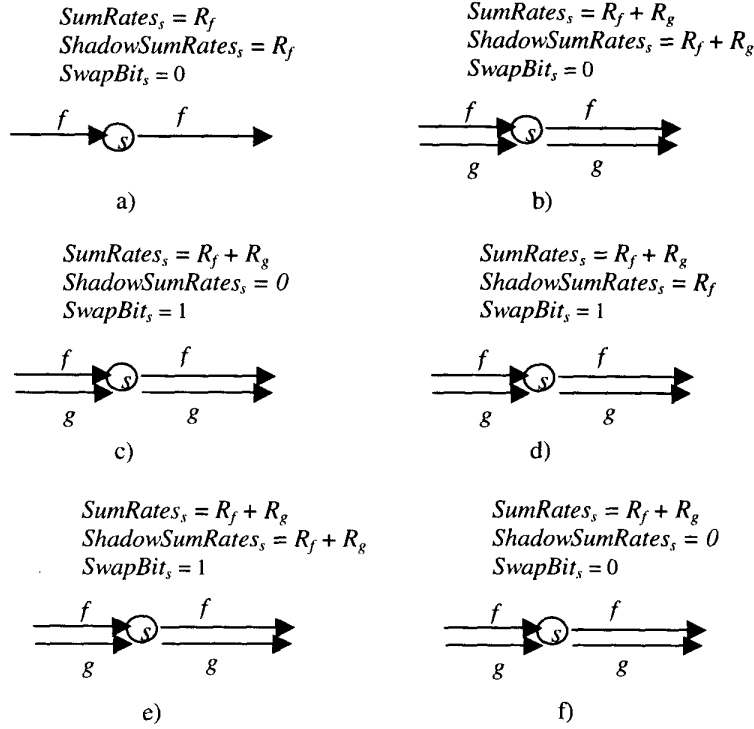 SumRates_s = R_f
ShadowSumRates_s = R_f
SwapBit_s = 0
f f
s
a)
SumRates_s = R_f + R_g
ShadowSumRates_s = R_f + R_g
SwapBit_s = 0
f f
s
g g
b)
SumRates_s = R_f + R_g
ShadowSumRates_s = 0
SwapBit_s = 1
f f
s
g g
c)
SumRates_s = R_f + R_g
ShadowSumRates_s = R_f
SwapBit_s = 1
f f
s
g g
d)
SumRates_s = R_f + R_g
ShadowSumRates_s = R_f + R_g
SwapBit_s = 1
f f
s
g g
e)
SumRates_s = R_f + R_g
ShadowSumRates_s = 0
SwapBit_s = 0
f f
s
g g
f)